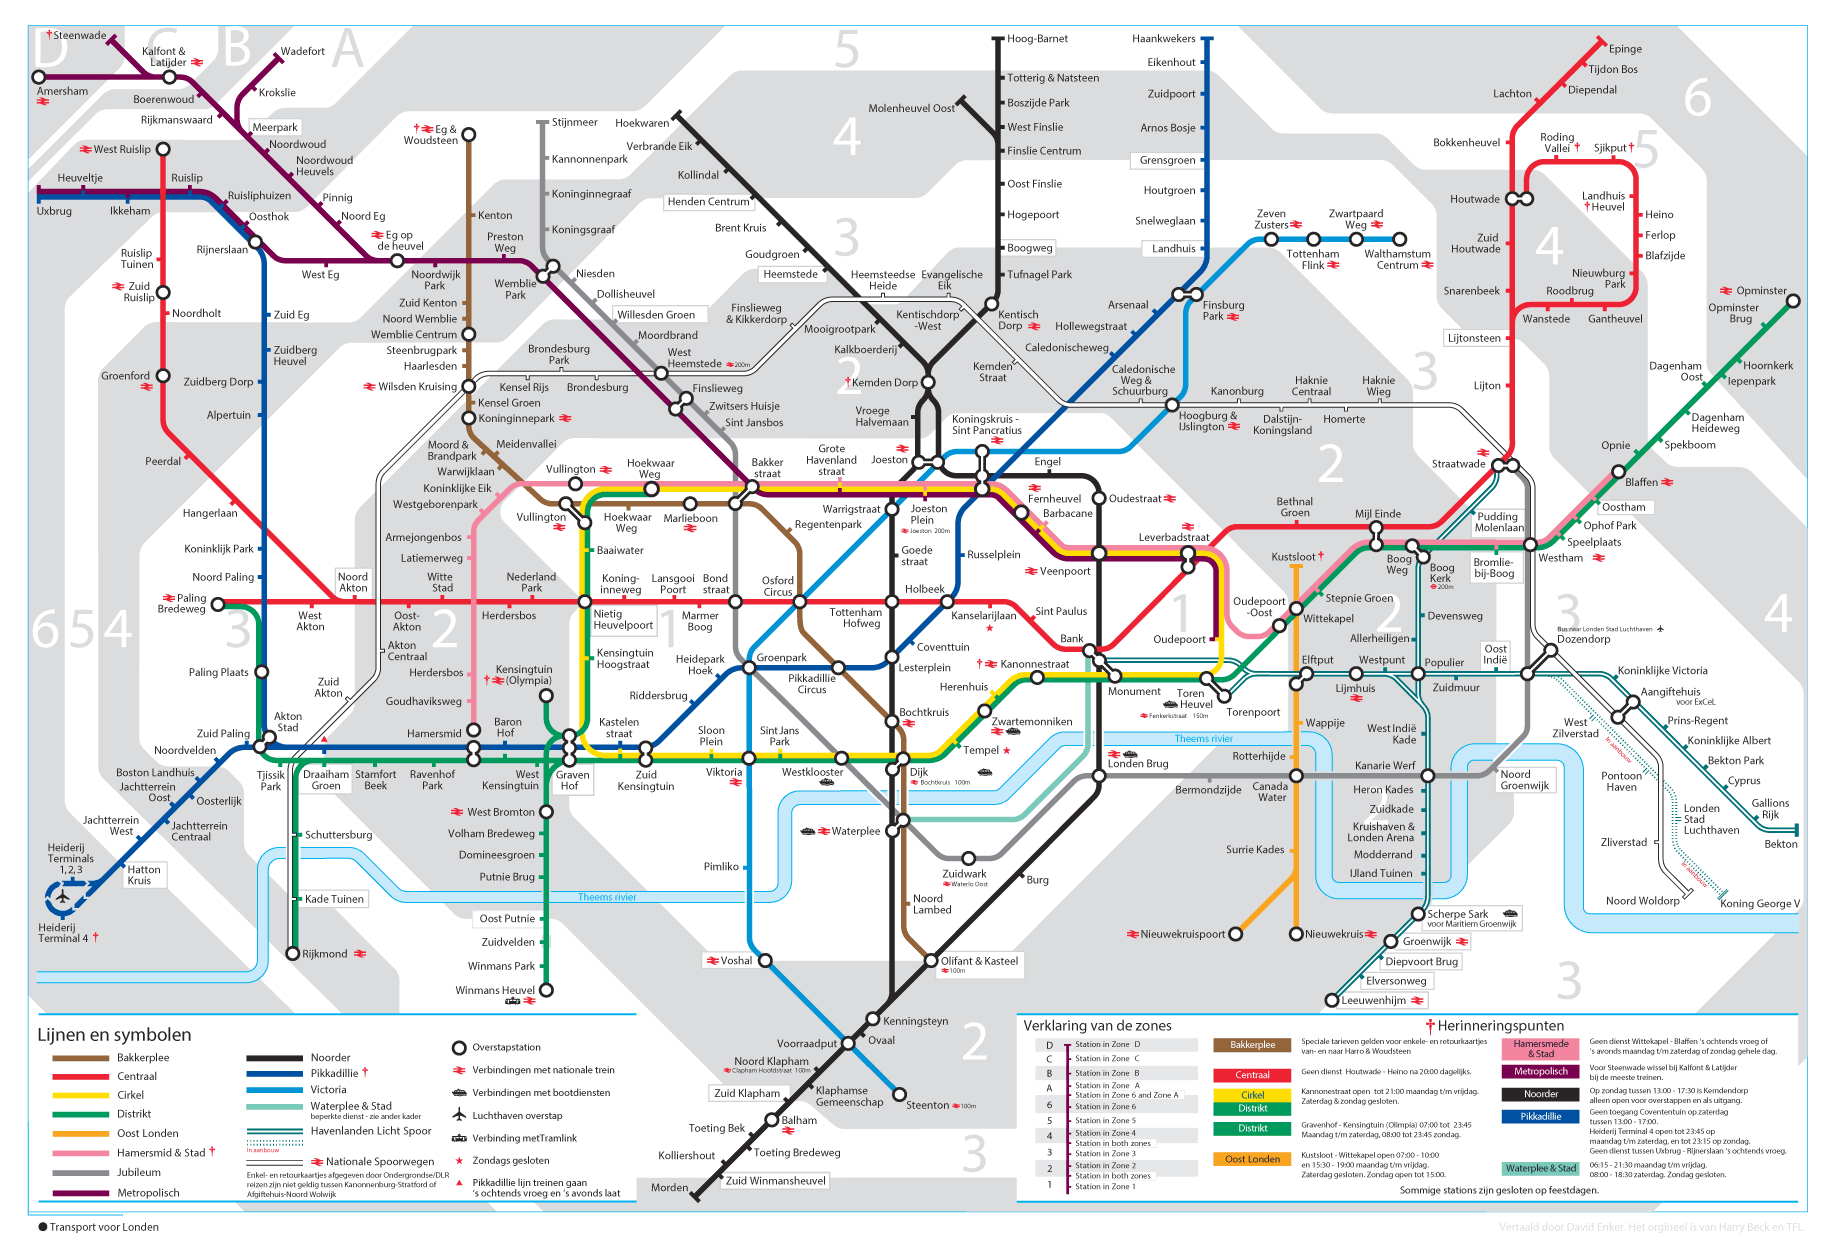 D
C
B
A
5
4
3
2
6
5
4
3
† Steenwade
Kalfont &
Latijder
Wadefort
Amersham
Boerenwoud
Krokslie
Rijkmanswaard
Meerpark
Noordwoud
Noordwoud
Heuvels
Pinnig
Noord Eg
Eg op
de heuvel
West Ruislip
Heuveltje
Ruislip
Ruisliphuizen
Uxbrug
Ikkeham
Oosthok
Rijnerslaan
West Eg
Ruislip
Tuinen
Zuid
Ruislip
Noordholt
Groenford
Peerdal
Hangerlaan
Zuid Eg
Zuidberg
Heuvel
Zuidberg Dorp
Alpertuin
Koninklijk Park
Noord Paling
† Eg &
Woudsteen
Kenton
Preston
Weg
Noordwijk
Park
Wemblie
Park
Zuid Kenton
Noord Wemblie
Wemblie Centrum
Steenbrugpark
Haarlesden
Wilsden Kruising
Kensel Groen
Koninginnepark
Moord &
Brandpark
Meidenvallei
Warwijklaan
Koninklijke Eik
Westgeborenpark
Armejongenbos
Latiemerweg
Stijnmeer
Kannonnenpark
Koninginnegraaf
Koningsgraaf
Niesden
Dollisheuvel
Willesden Groen
Moordbrand
West
Heemstede
200m
Finslieweg
Zwitsers Huisje
Sint Jansbos
Brondesburg
Park
Kensel Rijs
Brondesburg
Finslieweg
& Kikkerdorp
Heemsteedse
Heide
Evangelische
Eik
Hoekwaren
Verbrande Eik
Kollindal
Henden Centrum
Brent Kruis
Goudgroen
Heemstede
Mooigrootpark
Kalkboerderij
Kentischdorp
-West
† Kemden Dorp
Vroege
Halvemaan
Joeston
Molenheuvel Oost
Hoog-Barnet
Totterig & Natsteen
Boszijde Park
West Finslie
Finslie Centrum
Oost Finslie
Hogepoort
Boogweg
Tufnagel Park
Kentisch
Dorp
Kemden
Straat
Koningskruis -
Sint Pancratius
Engel
Haankwekers
Eikenhout
Zuidpoort
Arnos Bosje
Grensgroen
Houtgroen
Snelweglaan
Landhuis
Arsenaal
Finsburg
Park
Hollewegstraat
Caledonischeweg
Caledonische
Weg &
Schuurburg
Zeven
Zusters
Zwartpaard
Weg
Tottenham
Flink
Walthamstum
Centrum
Kanonburg
Haknie
Centraal
Haknie
Wieg
Hoogburg &
IJslington
Dalstijn-
Koningsland
Homerte
Epinge
Tijdon Bos
Diependal
Lachton
Bokkenheuvel
Roding
Vallei †
Sjikput †
Houtwade
Landhuis
† Heuvel
Heino
Ferlop
Blafzijde
Nieuwburg
Park
Roodbrug
Wanstede
Gantheuvel
Zuid
Houtwade
Snarenbeek
Lijtonsteen
Lijton
Straatwade
Opminster
Opminster
Brug
Hoornkerk
Iepenpark
Dagenham
Oost
Dagenham
Heideweg
Spekboom
Opnie
Blaffen
Oostham
Ophof Park
Speelplaats
Westham
Pudding
Molenlaan
Bromlie-
bij-Boog
Vullington
Hoekwaar
Weg
Bakker
straat
Grote
Havenland
straat
Vullington
Hoekwaar
Weg
Marlieboon
Regentenpark
Warrigstraat
Joeston
Plein
Joeston 200m
Fernheuvel
Barbacane
Oudestraat
Veenpoort
Leverbadstraat
Bethnal
Groen
Mijl Einde
Boog
Weg
Boog
Kerk
200m
Baaiwater
Goede
straat
Russelplein
Kustsloot †
Oudepoort
-Oost
Stepnie Groen
Wittekapel
Devensweg
Allerheiligen
Paling
Bredeweg
Noord
Akton
Witte
Stad
Nederland
Park
Koning-
inneweg
Lansgooi
Poort
Bond
straat
Osford
Circus
Holbeek
West
Akton
Oost-
Akton
Herdersbos
Nietig
Heuvelpoort
Marmer
Boog
Tottenham
Hofweg
Kanselarijlaan
Sint Paulus
Bank
Oudepoort
Akton
Centraal
Herdersbos
Goudhaviksweg
Kensingtuin
† (Olympia)
Kensingtuin
Hoogstraat
Heidepark
Hoek
Groenpark
Pikkadillie
Circus
Coventtuin
Lesterplein
† Kanonnestraat
Monument
Toren
Heuvel
Fenkerkstraat 150m
Torenpoort
Paling Plaats
Zuid
Akton
Akton
Stad
Zuid Paling
Noordvelden
Hamersmid
Baron
Hof
Riddersbrug
Kastelen
straat
Sloon
Plein
Sint Jans
Park
Bochtkruis
Herenhuis
Zwartemonniken
Tempel
Boston Landhuis
Jachtterrein
Oost
Oosterlijk
Jachtterrein
West
Jachtterrein
Centraal
Heiderij
Terminals
1,2,3
Hatton
Kruis
Heiderij
Terminal 4 †
Tjissik
Park
Draaiham
Groen
Stamfort
Beek
Ravenhof
Park
West
Kensingtuin
Graven
Hof
Zuid
Kensingtuin
Viktoria
Westklooster
Dijk
Bochtkruis 100m
Schuttersburg
Kade Tuinen
Rijkmond
West Bromton
Volham Bredeweg
Domineesgroen
Putnie Brug
Oost Putnie
Zuidvelden
Winmans Park
Winmans Heuvel
Theems rivier
Theems rivier
Pimliko
Waterplee
Zuidwark
Waterlo Oost
Burg
Londen Brug
Bermondzijde
Canada
Water
Noord
Lambed
Voshal
Olifant & Kasteel
100m
Kenningsteyn
Ovaal
Voorraadput
Noord Klapham
Clapham Hoofdstraat 100m
Steenton
100m
Klaphamse
Gemeenschap
Zuid Klapham
Balham
Toeting Bek
Toeting Bredeweg
Kolliershout
Zuid Winmansheuvel
Morden
Elftput
Westpunt
Populier
Oost
Indië
Lijmhuis
Zuidmuur
Wappije
Rotterhijde
West Indië
Kade
Kanarie Werf
Heron Kades
Zuidkade
Kruishaven &
Londen Arena
Modderrand
IJland Tuinen
Surrie Kades
Nieuwekruispoort
Nieuwekruis
Scherpe Sark
voor Maritiem Groenwijk
Groenwijk
Diepvoort Brug
Elversonweg
Leeuwenhijm
Noord
Groenwijk
Bus naar Londen Stad Luchthaven
Dozendorp
Koninklijke Victoria
Aangiftehuis
voor ExCeL
Prins-Regent
Koninklijke Albert
Bekton Park
Cyprus
Gallions
Rijk
Bekton
West
Zilverstad
In aanbouw
Pontoon
Haven
Londen
Stad
Luchthaven
Zliverstad
In aanbouw
Noord Woldorp
Koning George V
Lijnen en symbolen
Bakkerplee
Centraal
Cirkel
Distrikt
Oost Londen
Hamersmid & Stad †
Jubileum
Metropolisch
Noorder
Pikkadillie †
Victoria
Waterplee & Stad
beperkte dienst - zie ander kader
Havenlanden Licht Spoor
In aanbouw
Nationale Spoorwegen
Enkel- en retourkaartjes afgegeven door Ondergrondse/DLR
reizen zijn niet geldig tussen Kanonnenburg-Stratford of
Afgiftehuis-Noord Wolwijk
Overstapstation
Verbindingen met nationale trein
Verbindingen met bootdiensten
Luchthaven overstap
Verbinding metTramlink
Zondags gesloten
Pikkadillie lijn treinen gaan
's ochtends vroeg en 's avonds laat
Verklaring van de zones
D Station in Zone D
C Station in Zone C
B Station in Zone B
A Station in Zone A
Station in Zone 6 and Zone A
6 Station in Zone 6
5 Station in Zone 5
4 Station in Zone 4
Station in both zones
3 Station in Zone 3
2 Station in Zone 2
Station in both zones
1 Station in Zone 1
† Herinneringspunten
Bakkerplee
Speciale tarieven gelden voor enkele- en retourkaartjes
van- en naar Harro & Woudsteen
Centraal
Geen dienst Houtwade - Heino na 20:00 dagelijks.
Cirkel
Distrikt
Kannonestraat open tot 21:00 maandag t/m vrijdag.
Zaterdag & zondag gesloten.
Distrikt
Gravenhof - Kensingtuin (Olimpia) 07:00 tot 23:45
Maandag t/m zaterdag, 08:00 tot 23:45 zondag.
Oost Londen
Kustsloot - Wittekapel open 07:00 - 10:00
en 15:30 - 19:00 maandag t/m vrijdag.
Zaterdag gesloten. Zondag open tot 15:00.
Hamersmede
& Stad
Geen dienst Wittekapel - Blaffen 's ochtends vroeg of
's avonds maandag t/m zaterdag of zondag gehele dag.
Metropolisch
Voor Steenwade wissel bij Kalfont & Latijder
bij de meeste treinen.
Noorder
Op zondag tussen 13:00 - 17:30 is Kemdendorp
alleen open voor overstappen en als uitgang.
Pikkadillie
Geen toegang Covententuin op zaterdag
tussen 13:00 - 17:00.
Heiderij Terminal 4 open tot 23:45 op
maandag t/m zaterdag, en tot 23:15 op zondag.
Geen dienst tussen Uxbrug - Rijnerslaan 's ochtends vroeg.
Waterplee & Stad
06:15 - 21:30 maandag t/m vrijdag.
08:00 - 18:30 zaterdag. Zondag gesloten.
Sommige stations zijn gesloten op feestdagen.
Transport voor Londen
Vertaald door David Enker. Het orgineel is van Harry Beck en TFL.